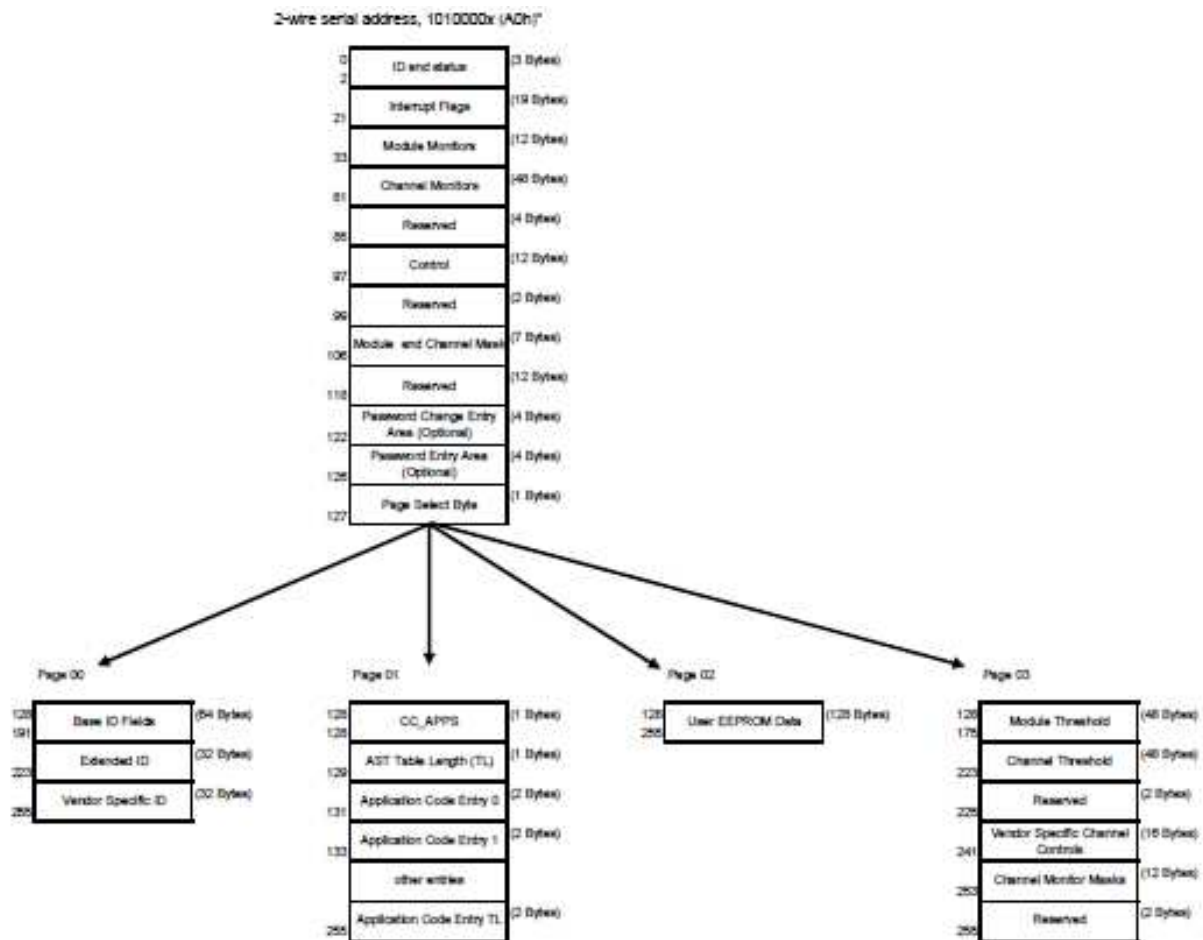 2-wire serial address, 1010000x (A0h)"
0
ID and status
(3 Bytes)
2
Interrupt Flags
(19 Bytes)
21
Module Monitors
(12 Bytes)
33
Channel Monitors
(48 Bytes)
81
Reserved
(4 Bytes)
85
Control
(12 Bytes)
97
Reserved
(2 Bytes)
99
Module and Channel Mask
(7 Bytes)
106
Reserved
(12 Bytes)
118
Password Change Entry
Area (Optional)
(4 Bytes)
122
Password Entry Area
(Optional)
(4 Bytes)
126
Page Select Byte
(1 Bytes)
127
Page 00
128
Base ID Fields
(64 Bytes)
191
Extended ID
(32 Bytes)
223
Vendor Specific ID
(32 Bytes)
255
Page 01
128
CC_APPS
(1 Bytes)
128
AST Table Length (TL)
(1 Bytes)
129
Application Code Entry 0
(2 Bytes)
131
Application Code Entry 1
(2 Bytes)
133
other entries
Application Code Entry TL
(2 Bytes)
255
Page 02
128
User EEPROM Data
(128 Bytes)
255
Page 03
128
Module Threshold
(48 Bytes)
175
Channel Threshold
(48 Bytes)
223
Reserved
(2 Bytes)
225
Vendor Specific Channel
Controls
(16 Bytes)
241
Channel Monitor Masks
(12 Bytes)
253
Reserved
(2 Bytes)
255